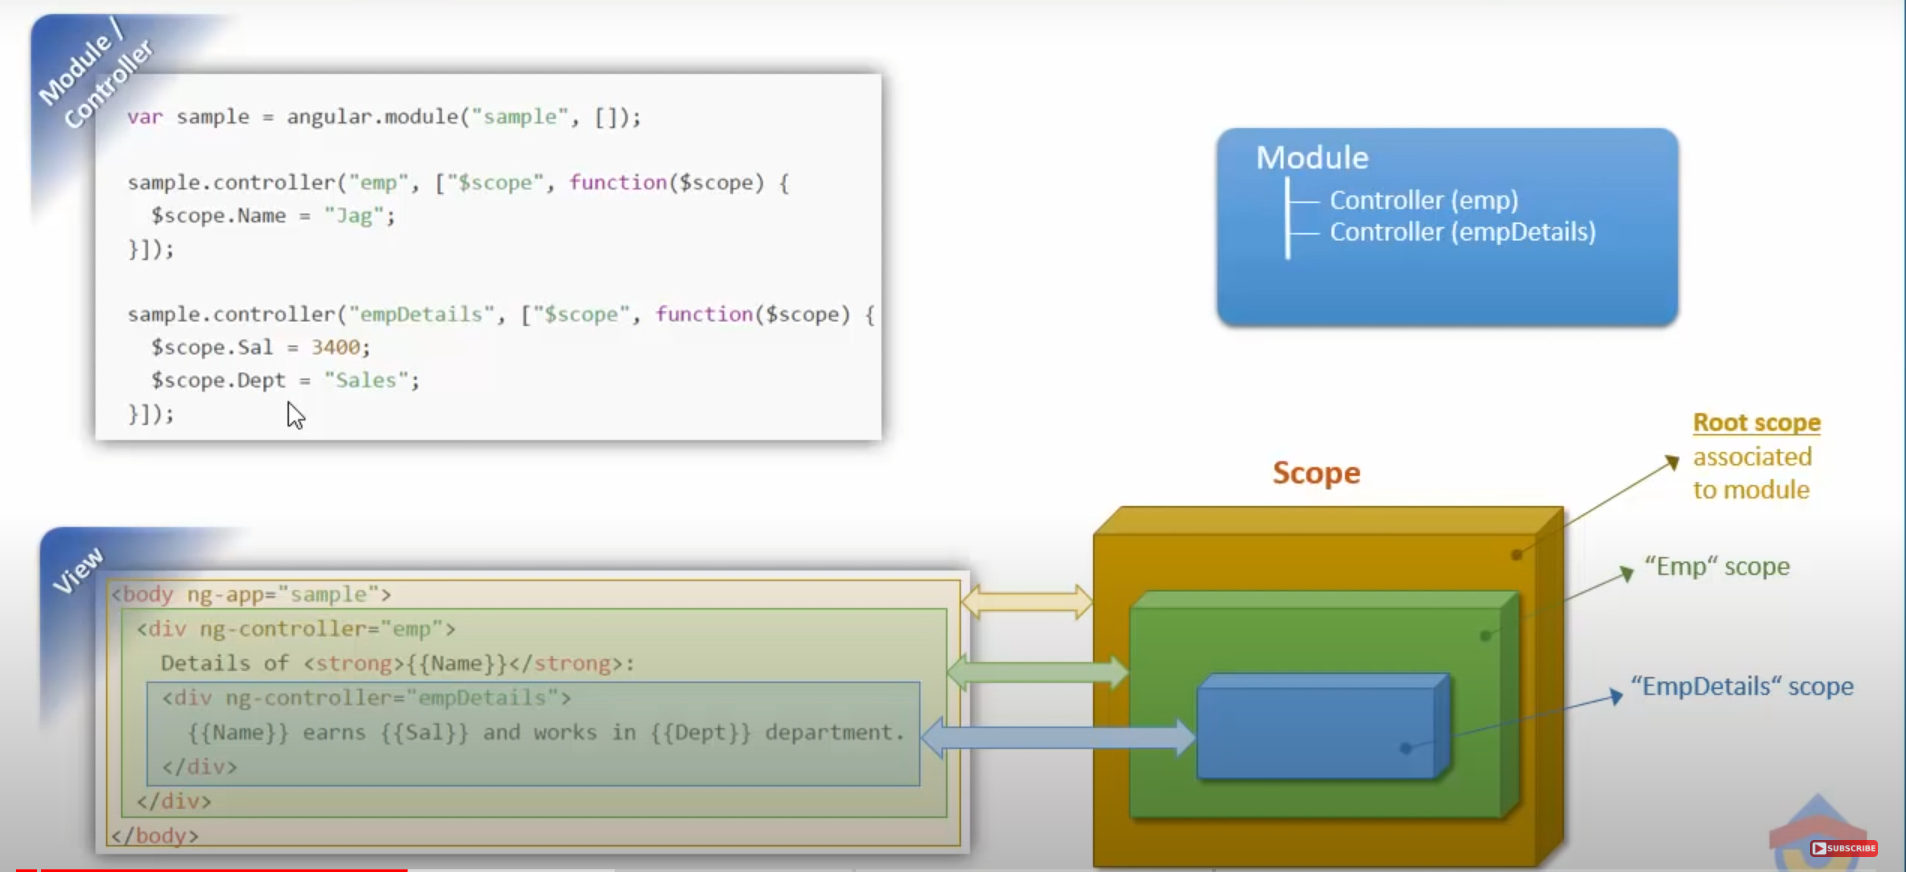 Module /
Controller
var sample = angular.module("sample", []);
sample.controller("emp", ["$scope", function($scope) {
$scope.Name = "Jag";
}]);
sample.controller("empDetails", ["$scope", function($scope) {
$scope.Sal = 3400;
$scope.Dept = "Sales";
}]);
Module
Controller (emp)
Controller (empDetails)
View
<body ng-app="sample">
<div ng-controller="emp">
Details of <strong>{{Name}}</strong>:
<div ng-controller="empDetails">
{{Name}} earns {{Sal}} and works in {{Dept}} department.
</div>
</div>
</body>
Scope
Root scope
associated
to module
“Emp“ scope
“EmpDetails“ scope
SUBSCRIBE